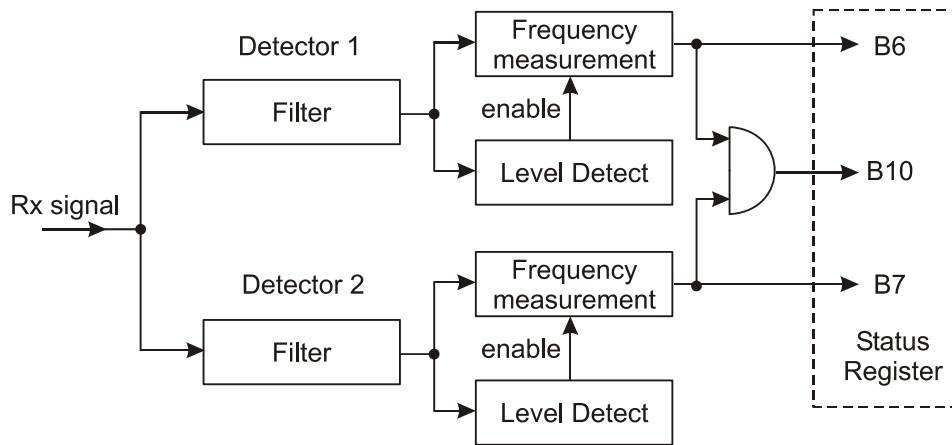 Detector 1
Filter
Frequency
measurement
enable
Level Detect
B6
B10
Rx signal
Detector 2
Filter
Frequency
measurement
enable
Level Detect
B7
Status
Register